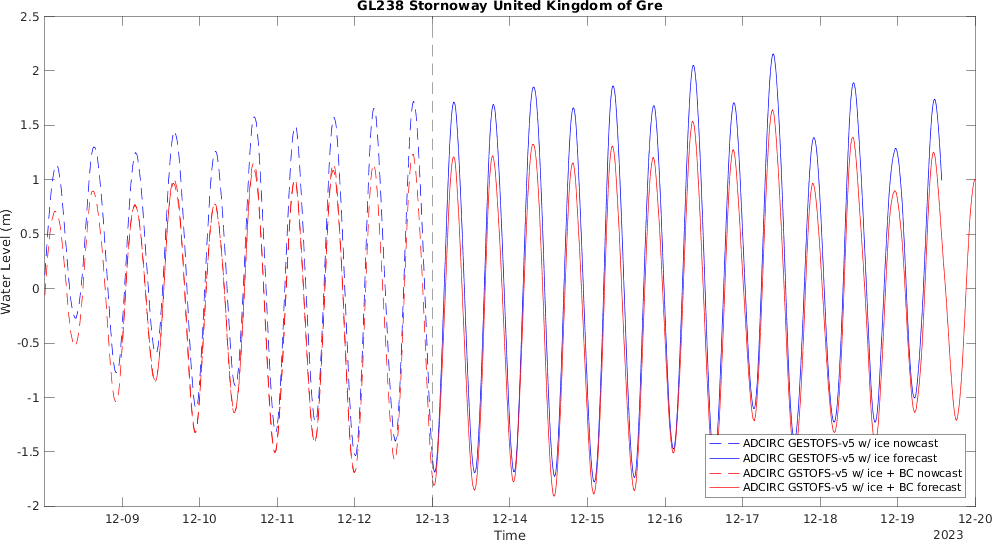 GL238 Stornoway United Kingdom of Gre
Water Level (m)
2.5
2
1.5
1
0.5
0
-0.5
-1
-1.5
-2
ADCIRC GESTOFS-v5 w/ ice nowcast
ADCIRC GESTOFS-v5 w/ ice forecast
ADCIRC GSTOFS-v5 w/ ice + BC nowcast
ADCIRC GSTOFS-v5 w/ ice + BC forecast
12-09 12-10 12-11 12-12 12-13 12-14 12-15 12-16 12-17 12-18 12-19 12-20
Time
2023